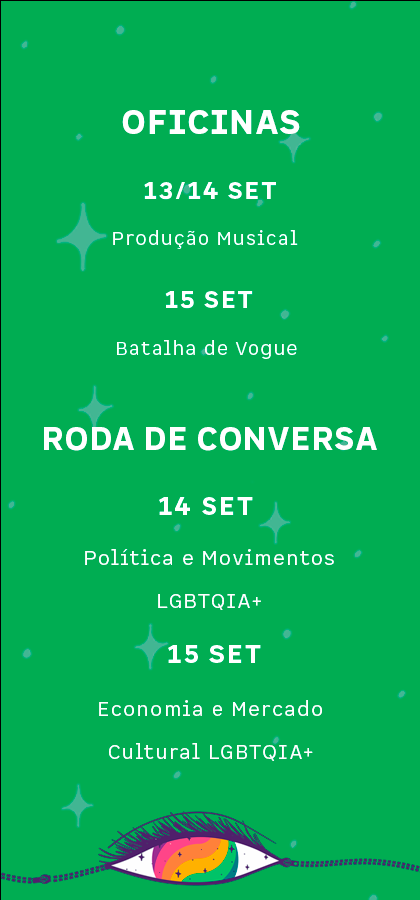 OFICINAS
13/14 SET
Produção Musical
15 SET
Batalha de Vogue
RODA DE CONVERSA
14 SET
Política e Movimentos
LGBTQIA+
15 SET
Economia e Mercado
Cultural LGBTQIA+